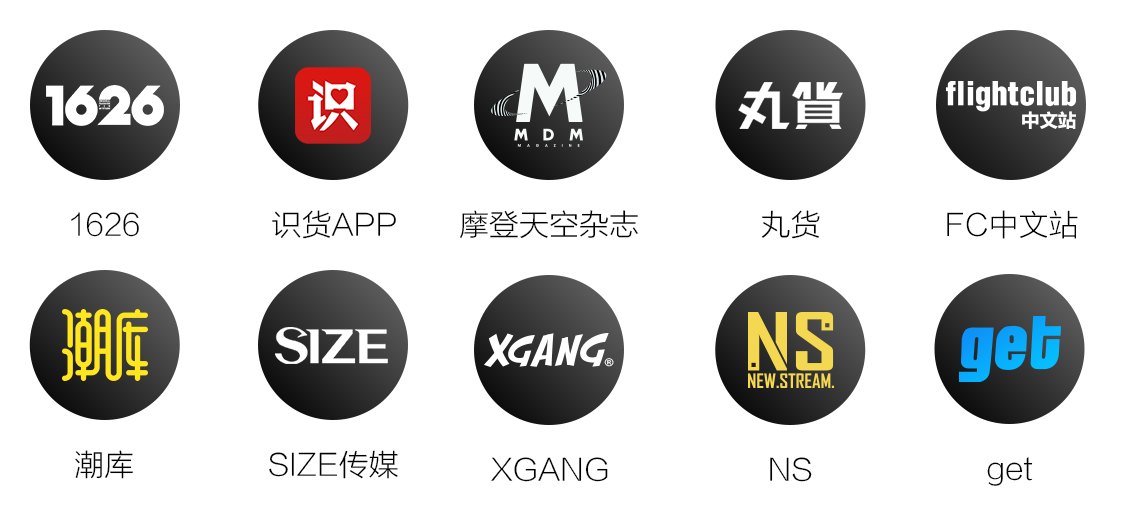 1626
识
M
MDM
MAGAZINE
丸貨
flightclub
中文站
1626
识货APP
摩登天空杂志
丸货
FC中文站
潮库
SIZE
XGANG®
NS
NEW.STREAM.
get
潮库
SIZE传媒
XGANG
NS
get